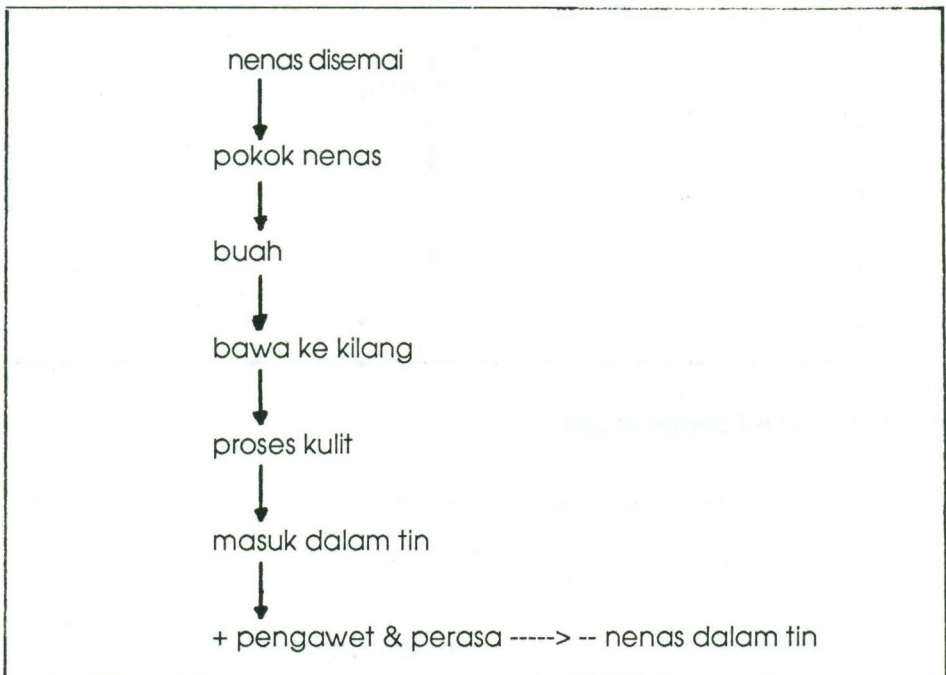 nenas disemai
pokok nenas
buah
bawa ke kilang
proses kulit
masuk dalam tin
+ pengawet & perasa -----> -- nenas dalam tin